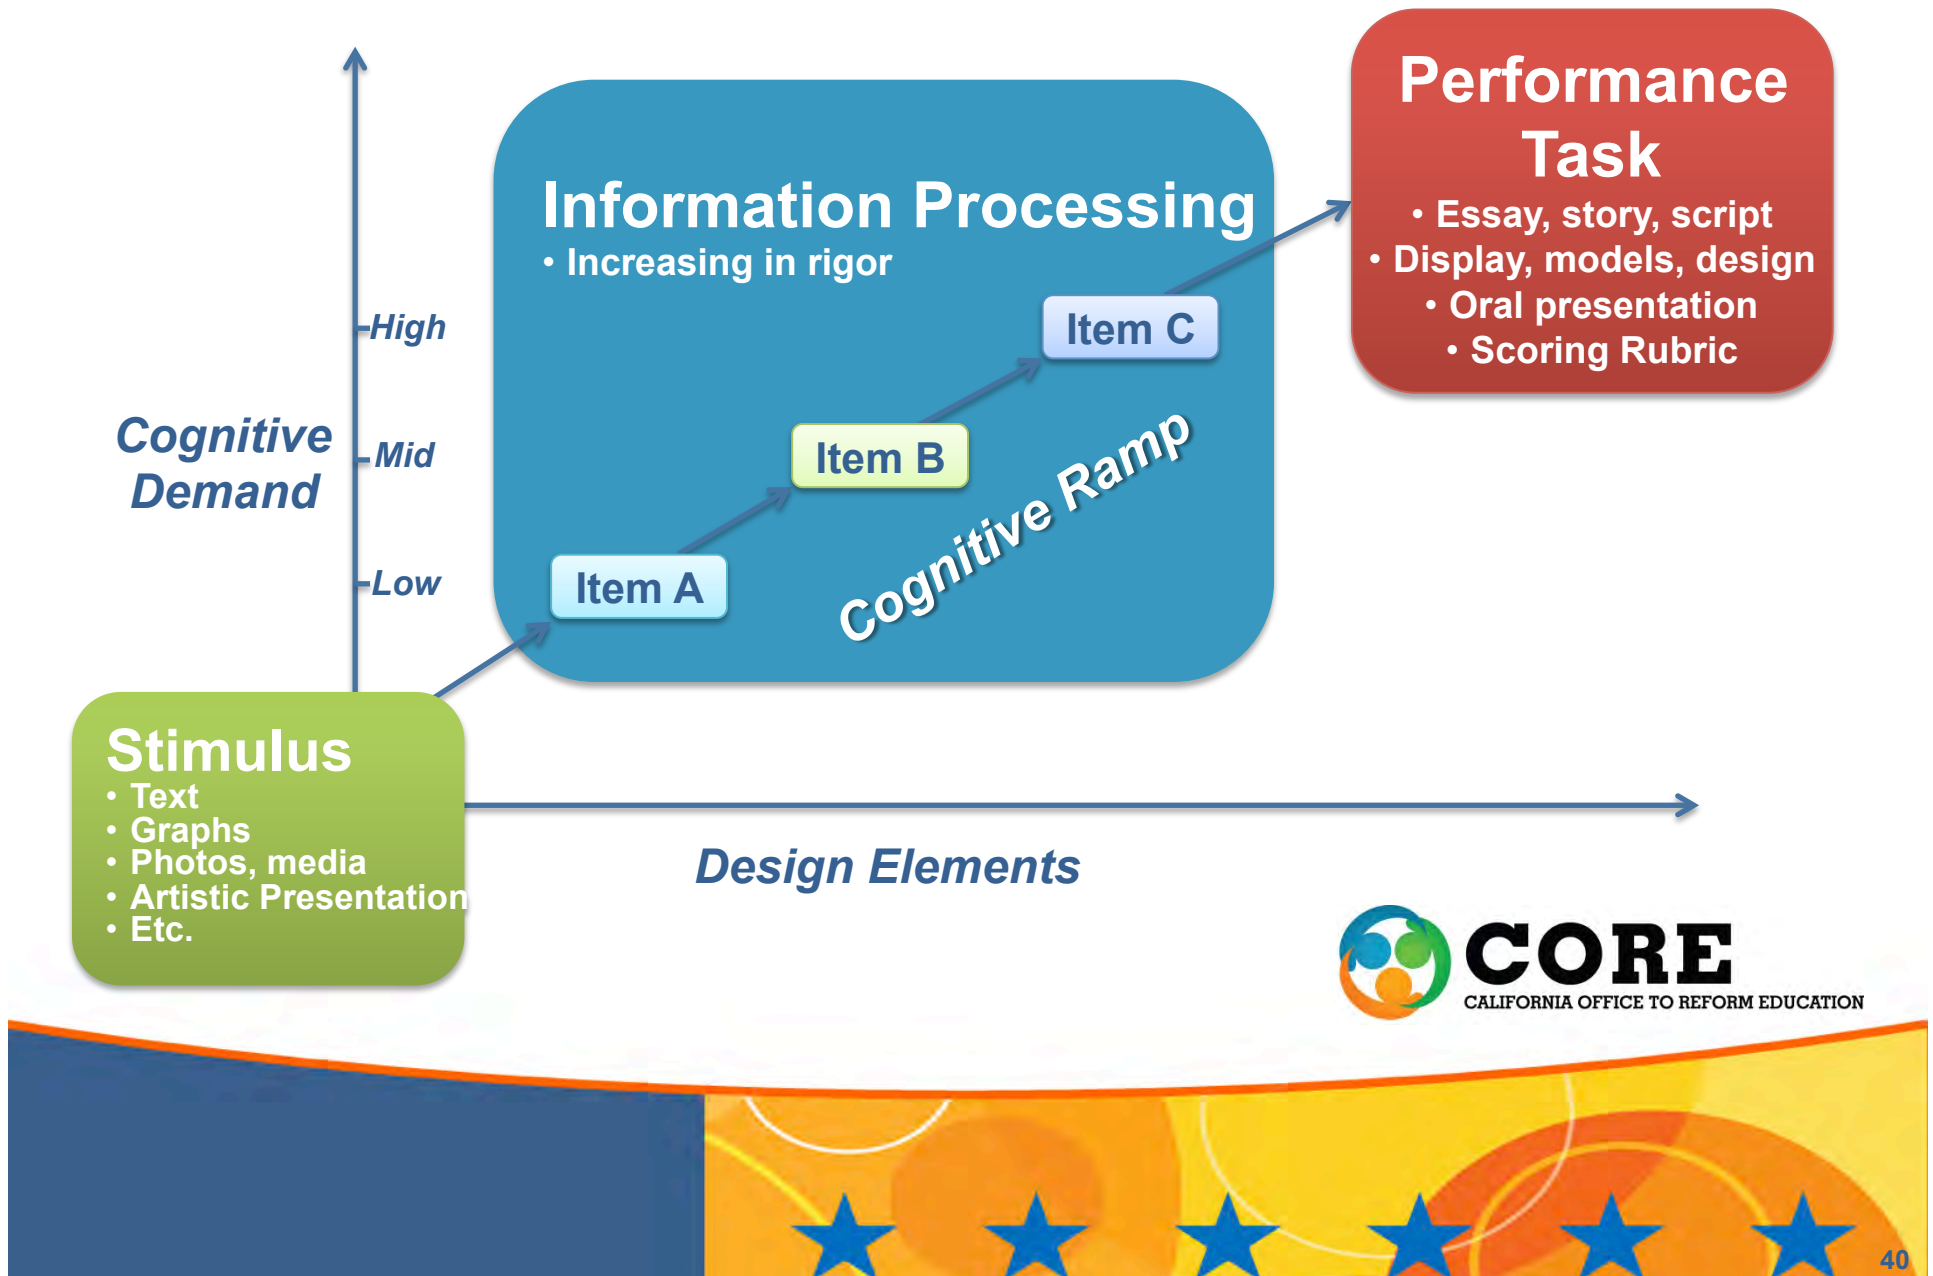 Performance
Task
• Essay, story, script
• Display, models, design
• Oral presentation
• Scoring Rubric
Information Processing
• Increasing in rigor
Item C
Item B
Item A
Cognitive Ramp
High
Mid
Low
Cognitive
Demand
Stimulus
• Text
• Graphs
• Photos, media
• Artistic Presentation
• Etc.
Design Elements
CORE
CALIFORNIA OFFICE TO REFORM EDUCATION
40